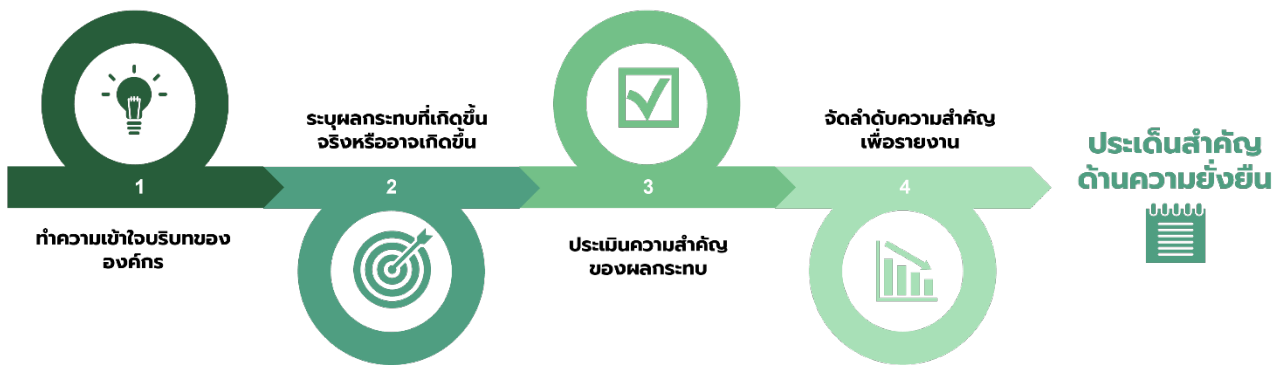 1
ทำความเข้าใจบริบทของ
องค์กร
ระบุผลกระทบที่เกิดขึ้น
จริงหรืออาจเกิดขึ้น
2
3
ประเมินความสำคัญ
ของผลกระทบ
จัดลำดับความสำคัญ
เพื่อรายงาน
4
ประเด็นสำคัญ
ด้านความยั่งยืน